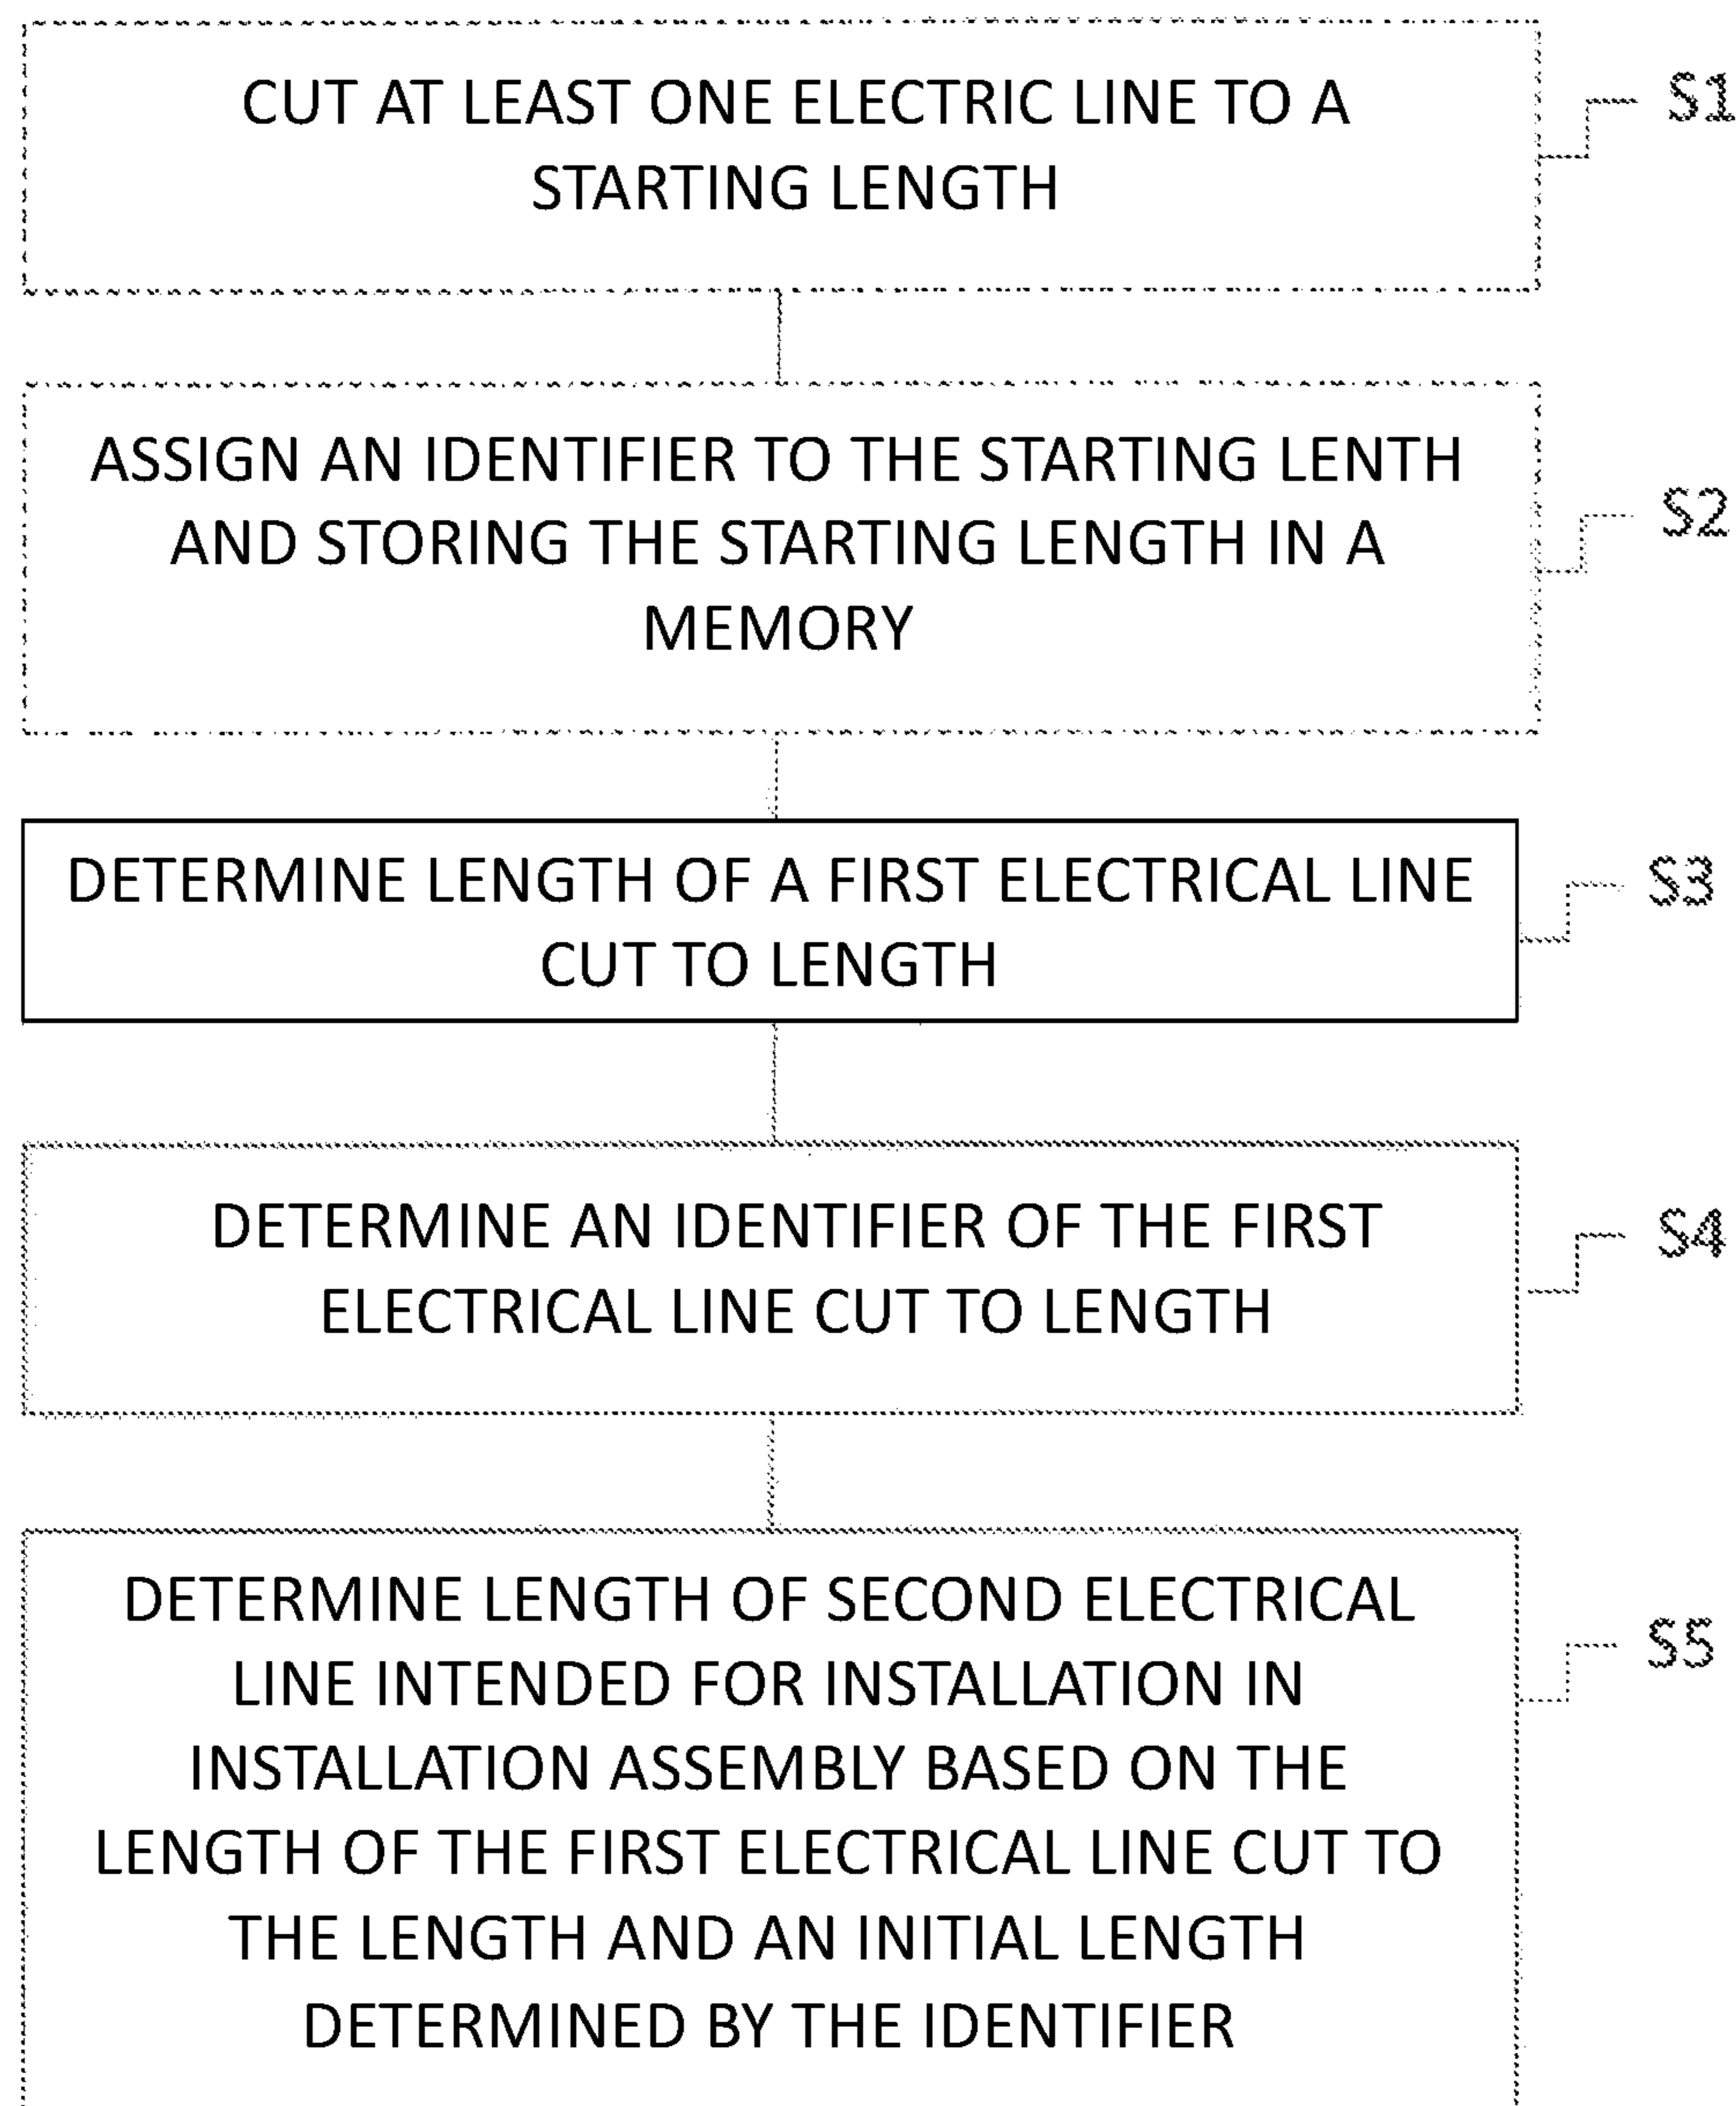 CUT AT LEAST ONE ELECTRIC LINE TO A
STARTING LENGTH
S1
ASSIGN AN IDENTIFIER TO THE STARTING LENTH
AND STORING THE STARTING LENGTH IN A
MEMORY
S2
DETERMINE LENGTH OF A FIRST ELECTRICAL LINE
CUT TO LENGTH
S3
DETERMINE AN IDENTIFIER OF THE FIRST
ELECTRICAL LINE CUT TO LENGTH
S4
DETERMINE LENGTH OF SECOND ELECTRICAL
LINE INTENDED FOR INSTALLATION IN
INSTALLATION ASSEMBLY BASED ON THE
LENGTH OF THE FIRST ELECTRICAL LINE CUT TO
THE LENGTH AND AN INITIAL LENGTH
DETERMINED BY THE IDENTIFIER
S5